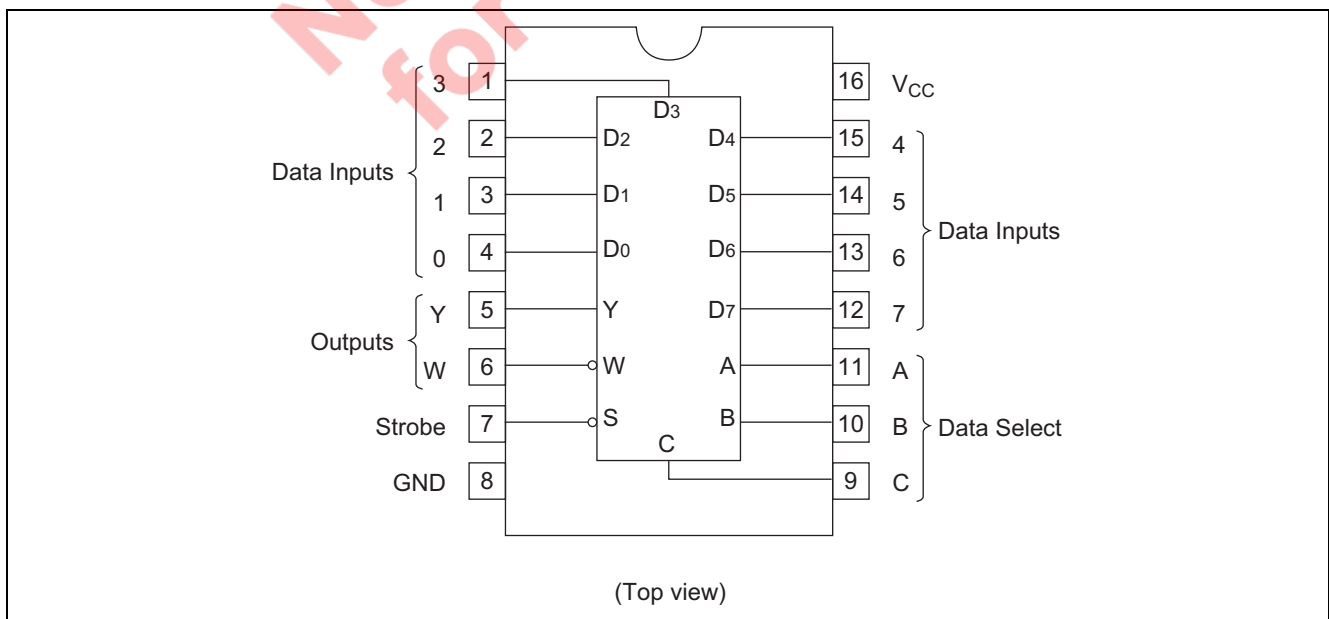 No
for
3 1 16 VCC
D3
2 2 D2 D4 15 4
Data Inputs
1 3 D1 D5 14 5
Data Inputs
0 4 D0 D6 13 6
Y 5 Y D7 12 7
Outputs
W 6 W A 11 A
Strobe 7 S B 10 B Data Select
C
GND 8 9 C
(Top view)